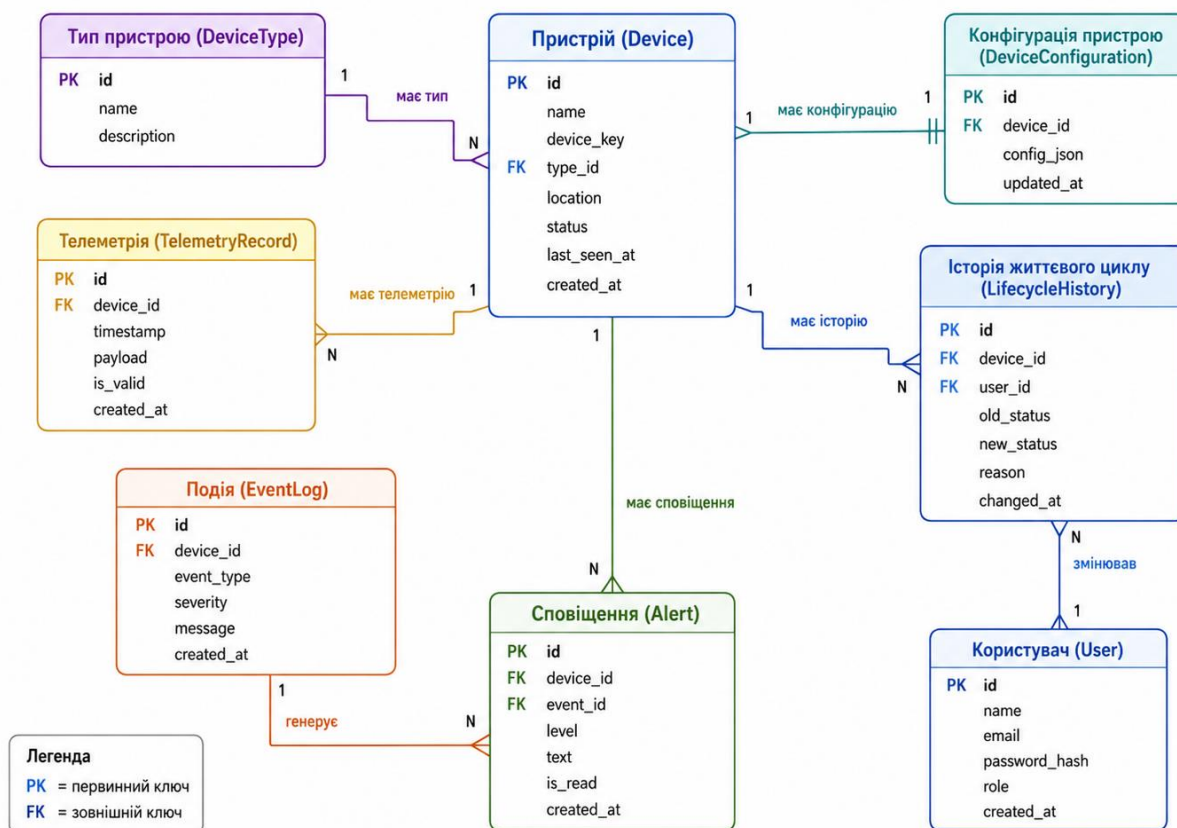 Тип пристрою (DeviceType)
PK id
name
description
1
має тип
N
Пристрій (Device)
PK id
name
device_key
FK type_id
location
status
last_seen_at
created_at
1
має конфігурацію
1
Конфігурація пристрою
(DeviceConfiguration)
PK id
FK device_id
config_json
updated_at
Телеметрія (TelemetryRecord)
PK id
FK device_id
timestamp
payload
is_valid
created_at
має телеметрію
1
N
1
має історію
N
Історія життєвого циклу
(LifecycleHistory)
PK id
FK device_id
FK user_id
old_status
new_status
reason
changed_at
1
має сповіщення
N
Подія (EventLog)
PK id
FK device_id
event_type
severity
message
created_at
1
генерує
N
Сповіщення (Alert)
PK id
FK device_id
FK event_id
level
text
is_read
created_at
N
змінював
1
Користувач (User)
PK id
name
email
password_hash
role
created_at
Легенда
PK = первинний ключ
FK = зовнішній ключ